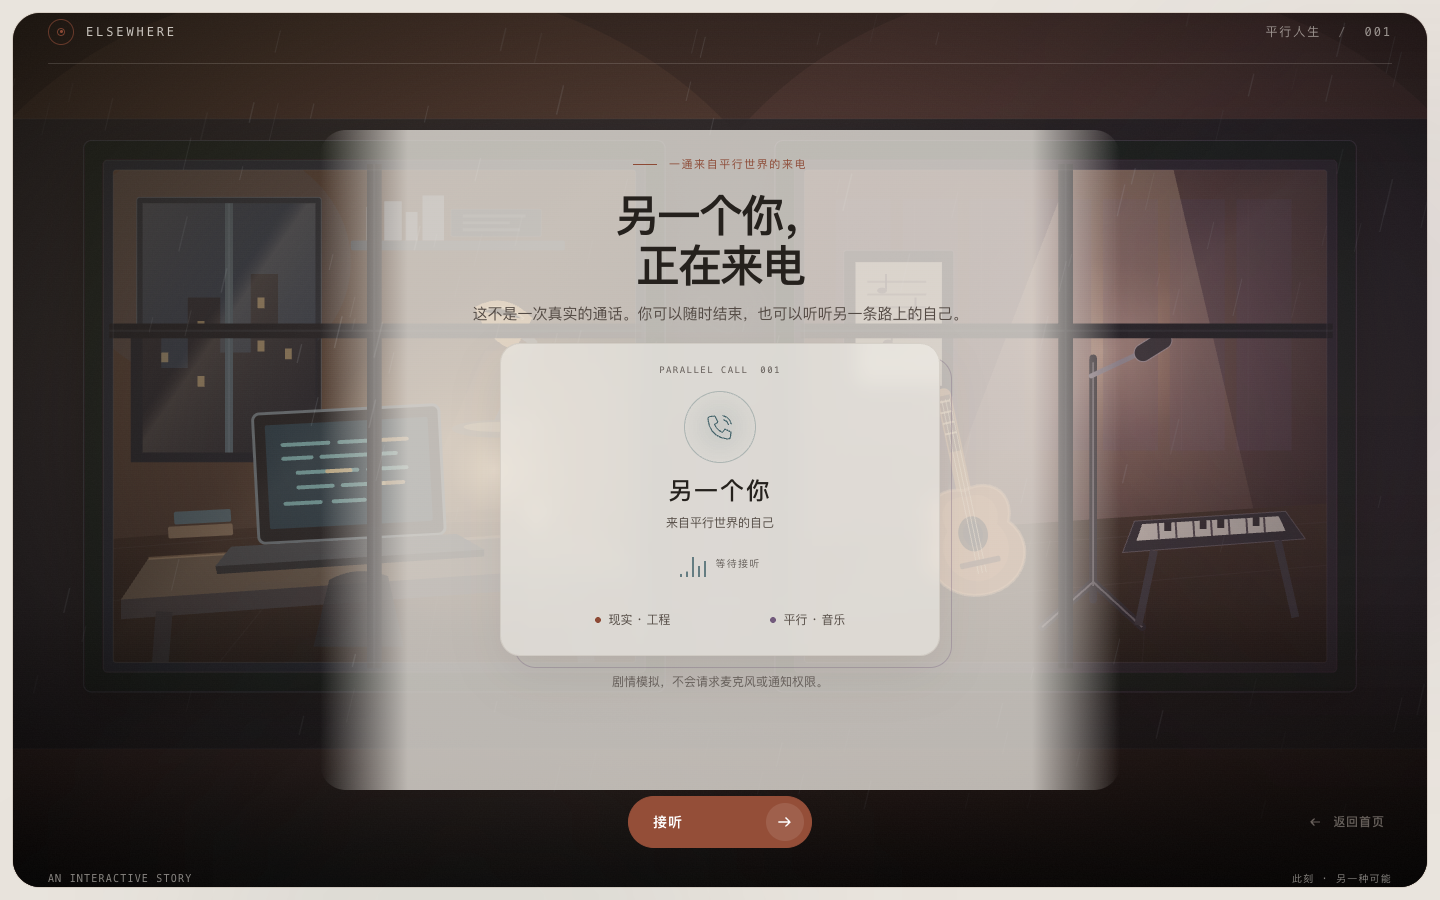 ELSEWHERE
平行人生 / 001
一通来自平行世界的来电
另一个你，
正在来电
这不是一次真实的通话。你可以随时结束，也可以听听另一条路上的自己。
PARALLEL CALL 001
另一个你
来自平行世界的自己
等待接听
现实 · 工程
平行 · 音乐
剧情模拟，不会请求麦克风或通知权限。
接听 →
← 返回首页
AN INTERACTIVE STORY
此刻 · 另一种可能